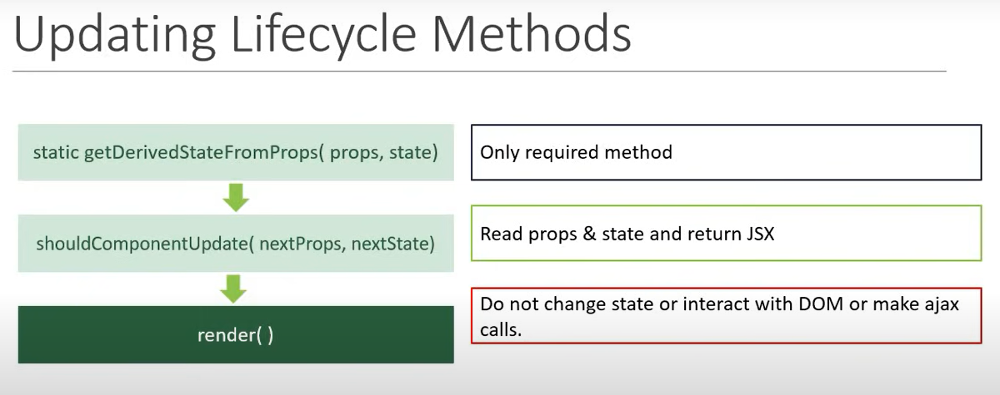 Updating Lifecycle Methods
static getDerivedStateFromProps( props, state)
Only required method
shouldComponentUpdate( nextProps, nextState)
Read props & state and return JSX
Do not change state or interact with DOM or make ajax
calls.
render( )